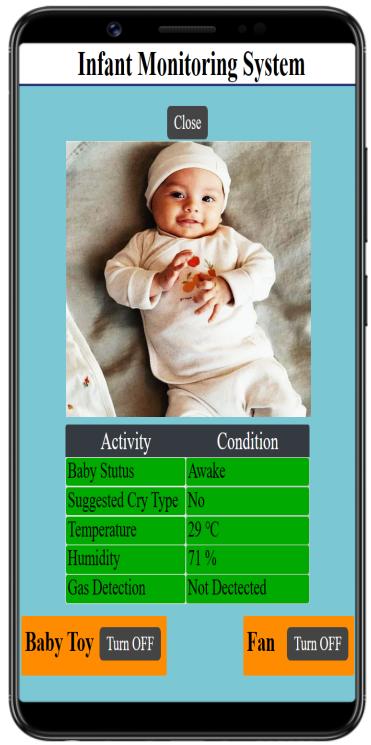 Infant Monitoring System
Close
Activity Condition
Baby Stutus Awake
Suggested Cry Type No
Temperature 29 °C
Humidity 71 %
Gas Detection Not Dectected
Baby Toy Turn OFF Fan Turn OFF